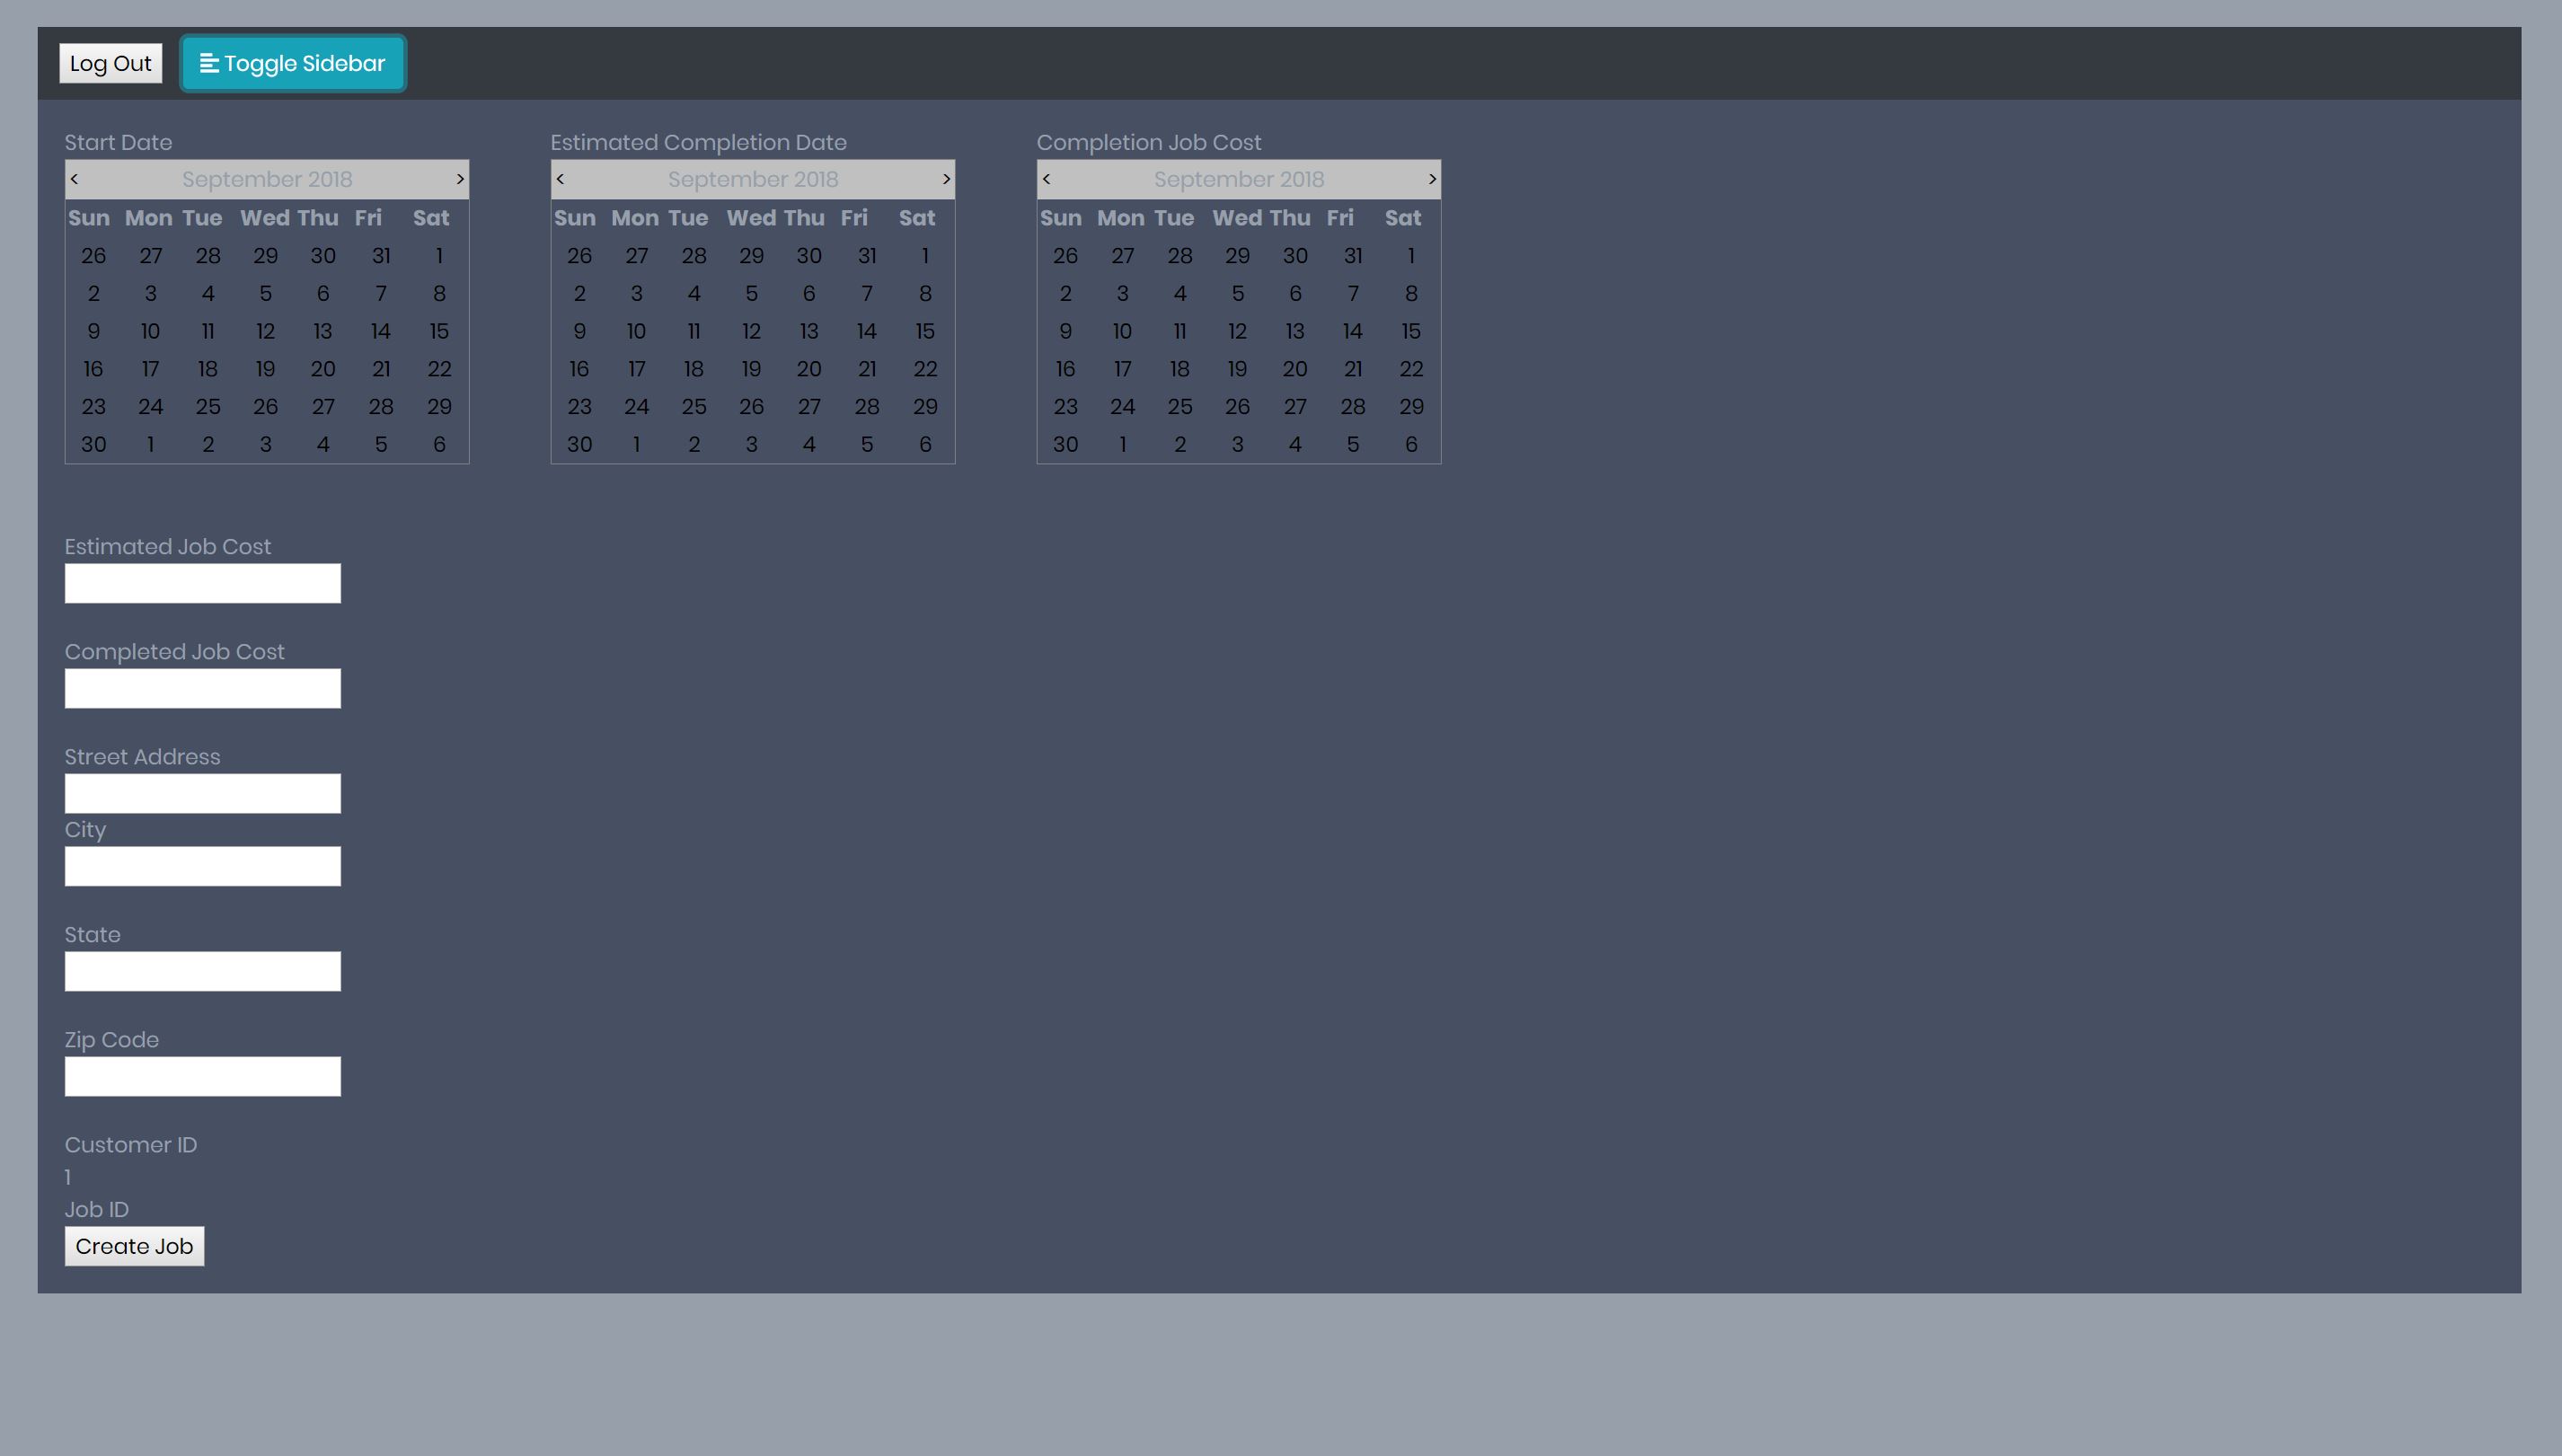 Log Out Toggle Sidebar
Start Date Estimated Completion Date Completion Job Cost
< September 2018 > < September 2018 > < September 2018 >
Sun Mon Tue Wed Thu Fri Sat Sun Mon Tue Wed Thu Fri Sat Sun Mon Tue Wed Thu Fri Sat
26 27 28 29 30 31 1 26 27 28 29 30 31 1 26 27 28 29 30 31 1
2 3 4 5 6 7 8 2 3 4 5 6 7 8 2 3 4 5 6 7 8
9 10 11 12 13 14 15 9 10 11 12 13 14 15 9 10 11 12 13 14 15
16 17 18 19 20 21 22 16 17 18 19 20 21 22 16 17 18 19 20 21 22
23 24 25 26 27 28 29 23 24 25 26 27 28 29 23 24 25 26 27 28 29
30 1 2 3 4 5 6 30 1 2 3 4 5 6 30 1 2 3 4 5 6
Estimated Job Cost
Completed Job Cost
Street Address
City
State
Zip Code
Customer ID
1
Job ID
Create Job